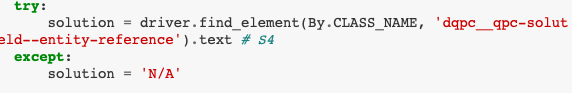 try:
solution = driver.find_element(By.CLASS_NAME, 'dqpc__qpc-solut
eld--entity-reference').text # S4
except:
solution = 'N/A'